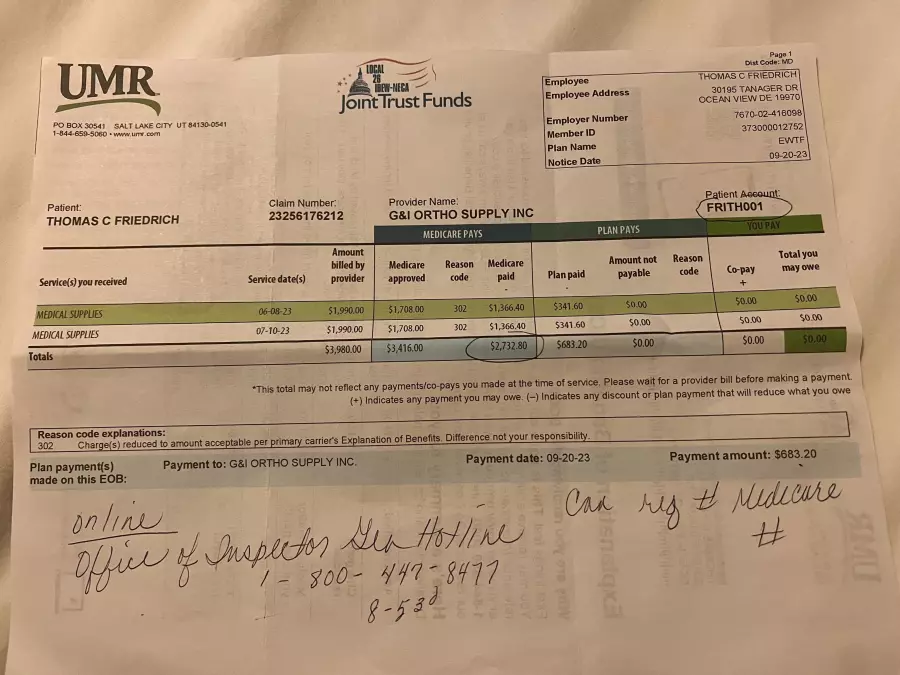 UMR
PO BOX 30541 SALT LAKE CITY UT 84130-0541
1-844-659-5060 • www.umr.com
LOCAL
26
IBEW-NECA
Joint Trust Funds
Page 1
Dist Code: MD
Employee THOMAS C FRIEDRICH
Employee Address 30195 TANAGER DR
OCEAN VIEW DE 19970
Employer Number 7670-02-416098
Member ID 373000012752
Plan Name EWTF
Notice Date 09-20-23
Patient: Claim Number: Provider Name: Patient Account:
THOMAS C FRIEDRICH 23256176212 G&I ORTHO SUPPLY INC FRITH001
MEDICARE PAYS PLAN PAYS YOU PAY
Service(s) you received Service date(s) Amount billed by provider Medicare approved Reason code Medicare paid - Plan paid - Amount not payable Reason code Co-pay + Total you may owe
MEDICAL SUPPLIES 06-08-23 $1,990.00 $1,708.00 302 $1,366.40 $341.60 $0.00 $0.00 $0.00
MEDICAL SUPPLIES 07-10-23 $1,990.00 $1,708.00 302 $1,366.40 $341.60 $0.00 $0.00 $0.00
Totals $3,980.00 $3,416.00 $2,732.80 $683.20 $0.00 $0.00 $0.00
*This total may not reflect any payments/co-pays you made at the time of service. Please wait for a provider bill before making a payment.
(+) Indicates any payment you may owe. (–) Indicates any discount or plan payment that will reduce what you owe
Reason code explanations:
302 Charge(s) reduced to amount acceptable per primary carrier's Explanation of Benefits. Difference not your responsibility.
Plan payment(s) Payment to: G&I ORTHO SUPPLY INC. Payment date: 09-20-23 Payment amount: $683.20
made on this EOB:
online Can reg # Medicare
#
Office of Inspector Gen Hotline
1-800-447-8477